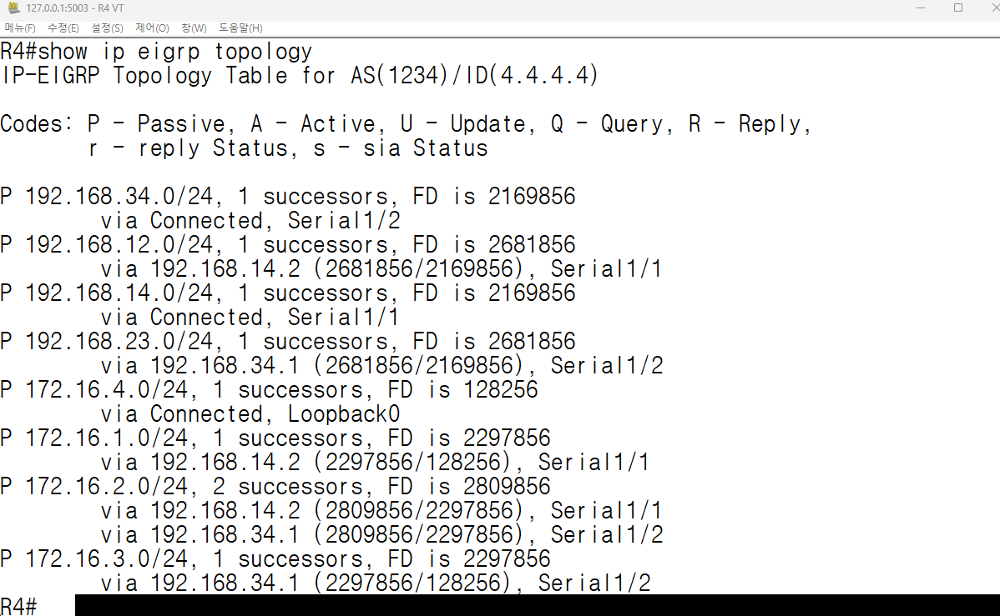 127.0.0.1:5003 - R4 VT
메뉴(F) 수정(E) 설정(S) 제어(O) 창(W) 도움말(H)
R4#show ip eigrp topology
IP-EIGRP Topology Table for AS(1234)/ID(4.4.4.4)
Codes: P - Passive, A - Active, U - Update, Q - Query, R - Reply,
r - reply Status, s - sia Status
P 192.168.34.0/24, 1 successors, FD is 2169856
via Connected, Serial1/2
P 192.168.12.0/24, 1 successors, FD is 2681856
via 192.168.14.2 (2681856/2169856), Serial1/1
P 192.168.14.0/24, 1 successors, FD is 2169856
via Connected, Serial1/1
P 192.168.23.0/24, 1 successors, FD is 2681856
via 192.168.34.1 (2681856/2169856), Serial1/2
P 172.16.4.0/24, 1 successors, FD is 128256
via Connected, Loopback0
P 172.16.1.0/24, 1 successors, FD is 2297856
via 192.168.14.2 (2297856/128256), Serial1/1
P 172.16.2.0/24, 2 successors, FD is 2809856
via 192.168.14.2 (2809856/2297856), Serial1/1
via 192.168.34.1 (2809856/2297856), Serial1/2
P 172.16.3.0/24, 1 successors, FD is 2297856
via 192.168.34.1 (2297856/128256), Serial1/2
R4#